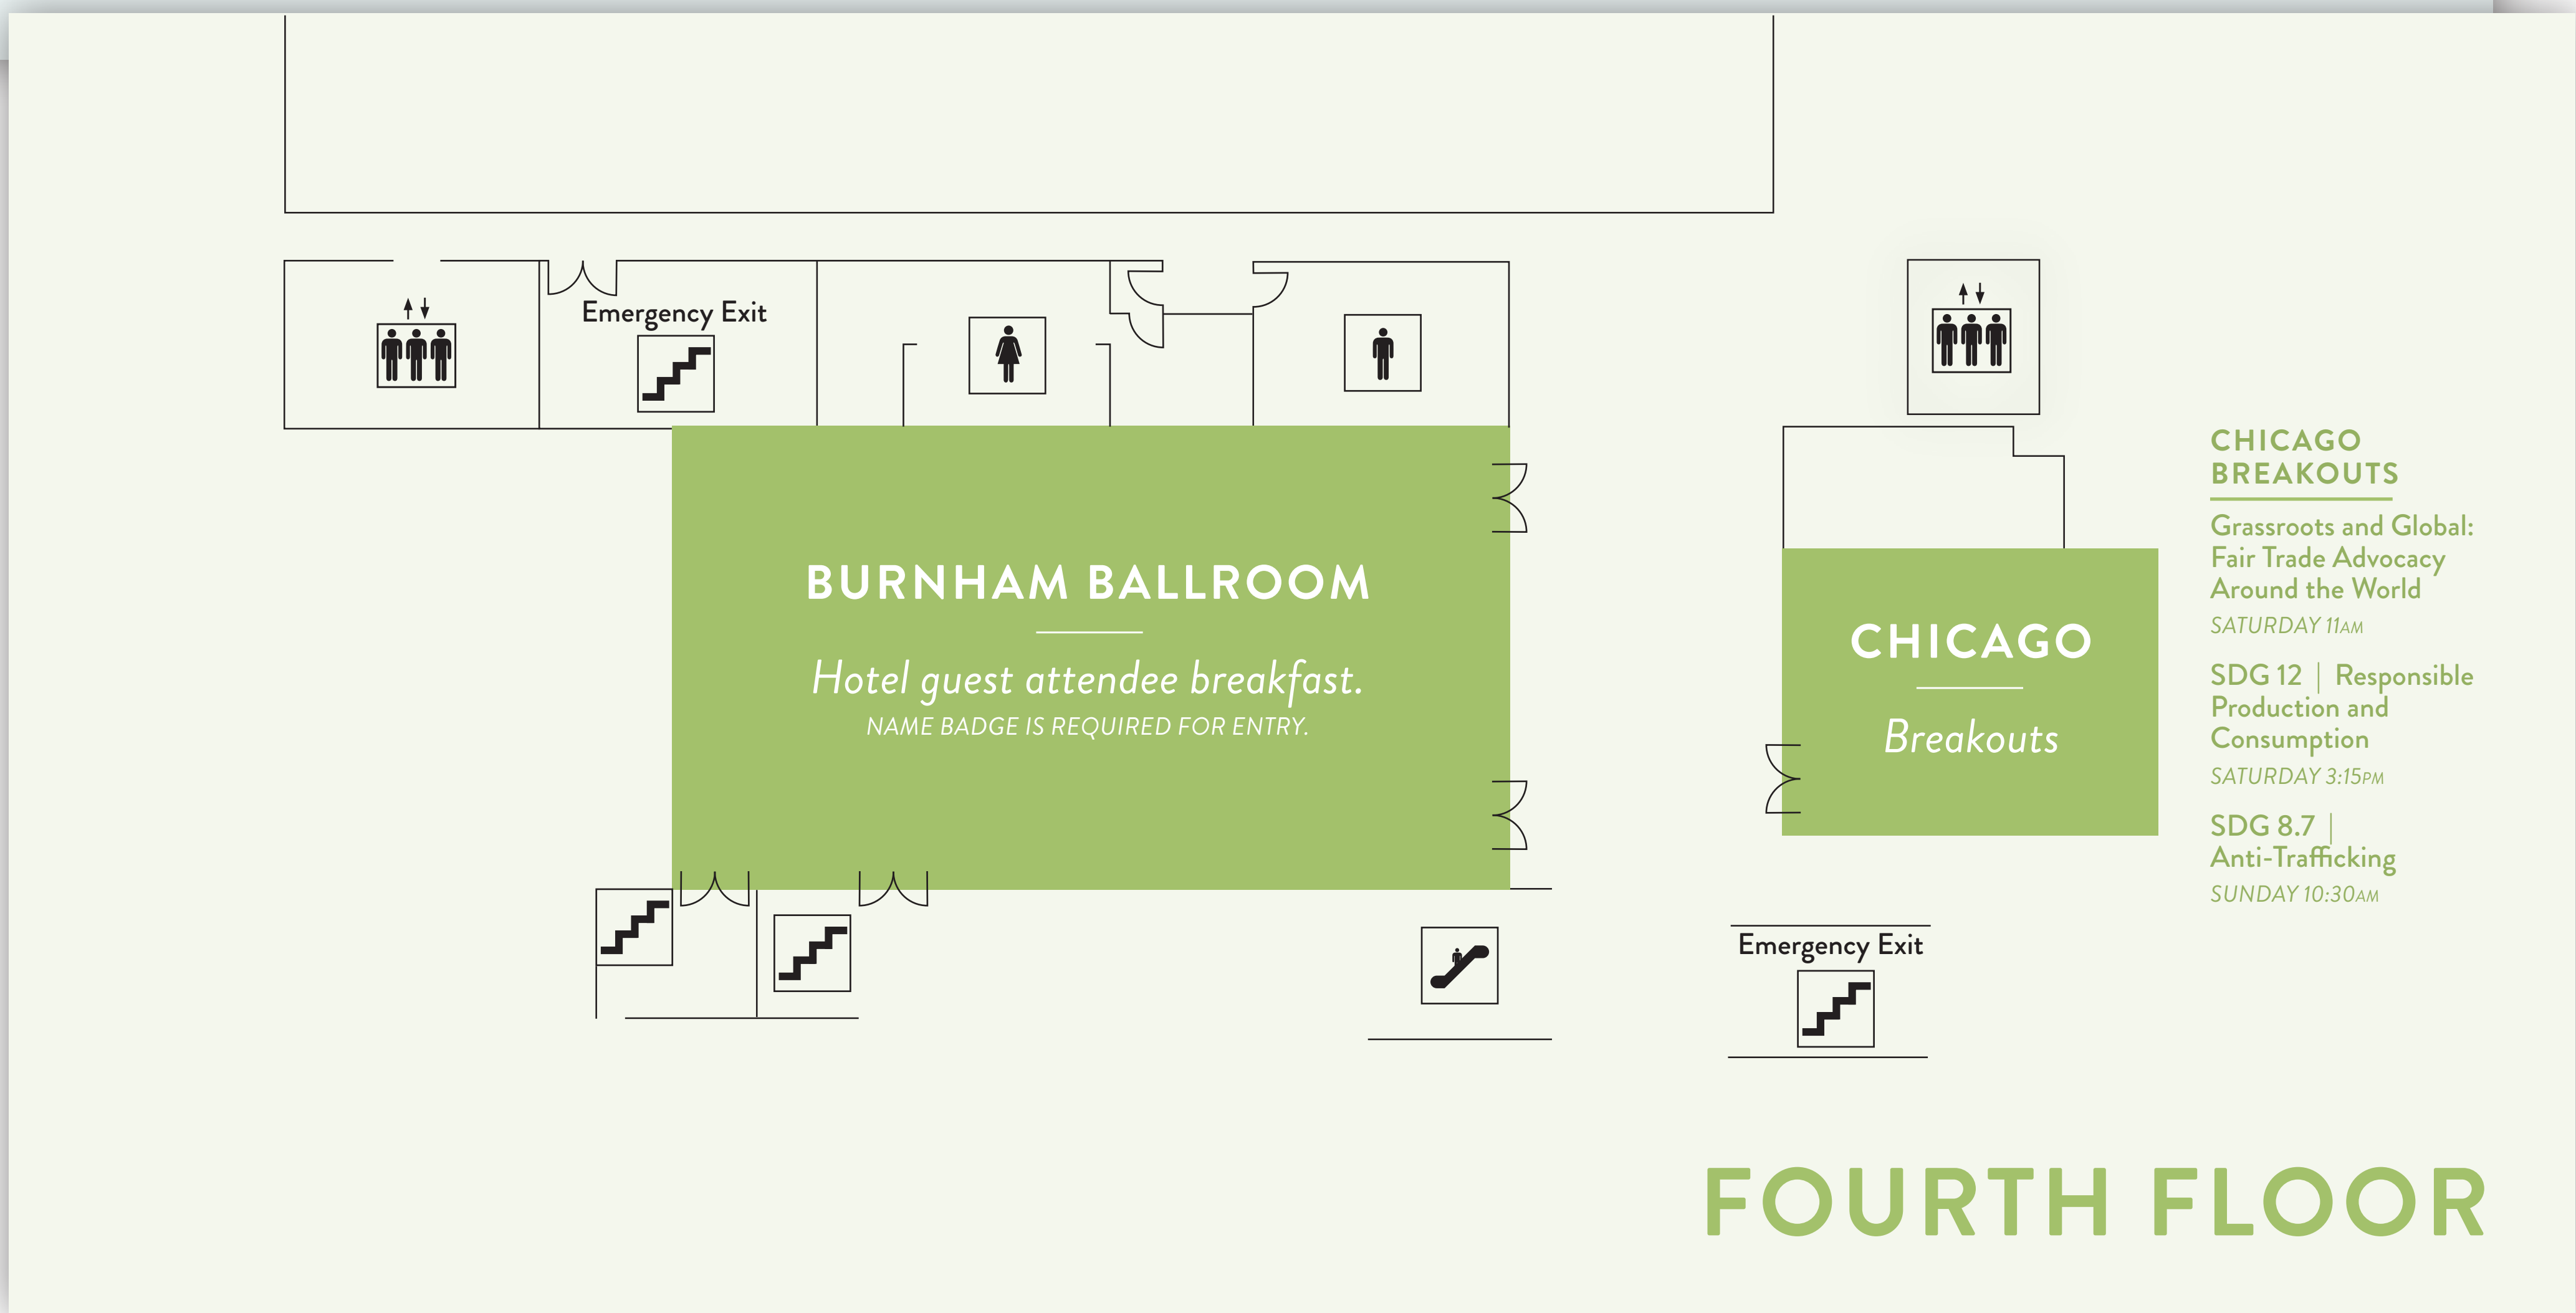 Emergency Exit
BURNHAM BALLROOM
Hotel guest attendee breakfast.
NAME BADGE IS REQUIRED FOR ENTRY.
CHICAGO
Breakouts
CHICAGO
BREAKOUTS
Grassroots and Global:
Fair Trade Advocacy
Around the World
SATURDAY 11AM
SDG 12 | Responsible
Production and
Consumption
SATURDAY 3:15PM
SDG 8.7 |
Anti-Trafficking
SUNDAY 10:30AM
Emergency Exit
FOURTH FLOOR